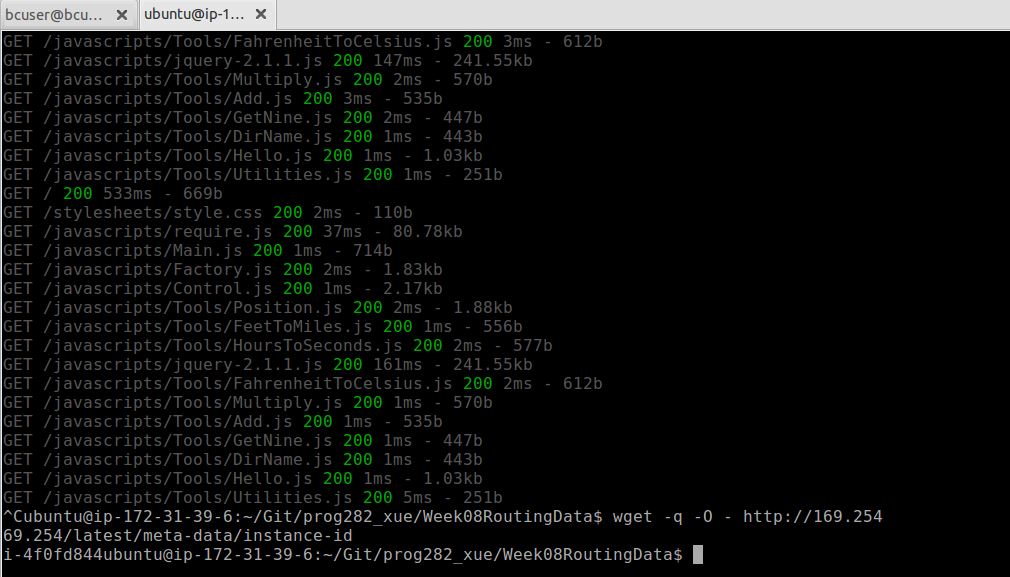 bcuser@bcu...
ubuntu@ip-1...
GET /javascripts/Tools/FahrenheitToCelsius.js 200 3ms - 612b
GET /javascripts/jquery-2.1.1.js 200 147ms - 241.55kb
GET /javascripts/Tools/Multiply.js 200 2ms - 570b
GET /javascripts/Tools/Add.js 200 3ms - 535b
GET /javascripts/Tools/GetNine.js 200 2ms - 447b
GET /javascripts/Tools/DirName.js 200 1ms - 443b
GET /javascripts/Tools/Hello.js 200 1ms - 1.03kb
GET /javascripts/Tools/Utilities.js 200 1ms - 251b
GET / 200 533ms - 669b
GET /stylesheets/style.css 200 2ms - 110b
GET /javascripts/require.js 200 37ms - 80.78kb
GET /javascripts/Main.js 200 1ms - 714b
GET /javascripts/Factory.js 200 2ms - 1.83kb
GET /javascripts/Control.js 200 1ms - 2.17kb
GET /javascripts/Tools/Position.js 200 2ms - 1.88kb
GET /javascripts/Tools/FeetToMiles.js 200 1ms - 556b
GET /javascripts/Tools/HoursToSeconds.js 200 2ms - 577b
GET /javascripts/jquery-2.1.1.js 200 161ms - 241.55kb
GET /javascripts/Tools/FahrenheitToCelsius.js 200 2ms - 612b
GET /javascripts/Tools/Multiply.js 200 1ms - 570b
GET /javascripts/Tools/Add.js 200 1ms - 535b
GET /javascripts/Tools/GetNine.js 200 1ms - 447b
GET /javascripts/Tools/DirName.js 200 1ms - 443b
GET /javascripts/Tools/Hello.js 200 1ms - 1.03kb
GET /javascripts/Tools/Utilities.js 200 5ms - 251b
^Cubuntu@ip-172-31-39-6:~/Git/prog282_xue/Week08RoutingData$ wget -q -O - http://169.254
69.254/latest/meta-data/instance-id
i-4f0fd844ubuntu@ip-172-31-39-6:~/Git/prog282_xue/Week08RoutingData$